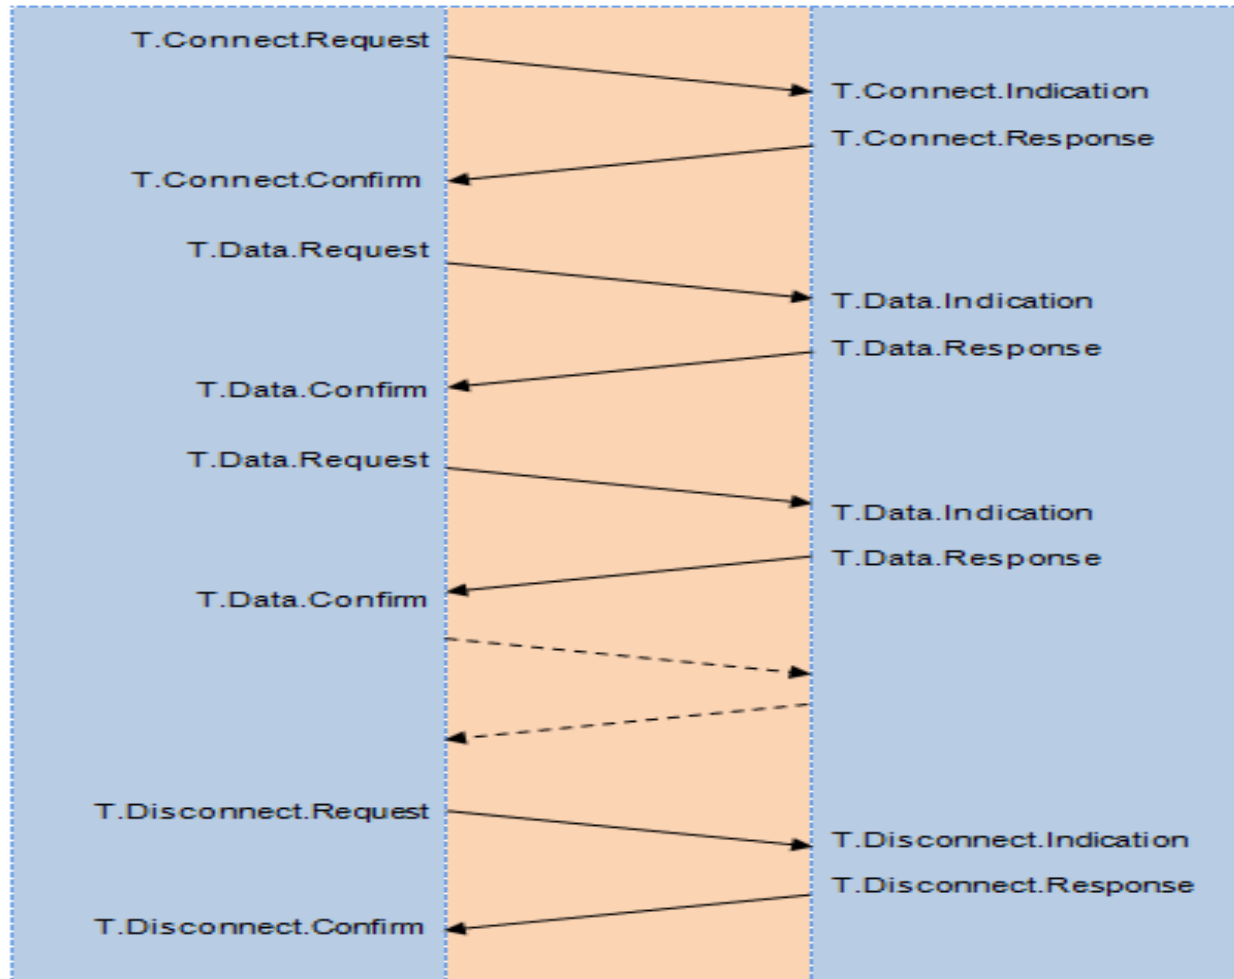 T.Connect.Request
T.Connect.Indication
T.Connect.Response
T.Connect.Confirm
T.Data.Request
T.Data.Indication
T.Data.Response
T.Data.Confirm
T.Data.Request
T.Data.Indication
T.Data.Response
T.Data.Confirm
T.Disconnect.Request
T.Disconnect.Indication
T.Disconnect.Response
T.Disconnect.Confirm